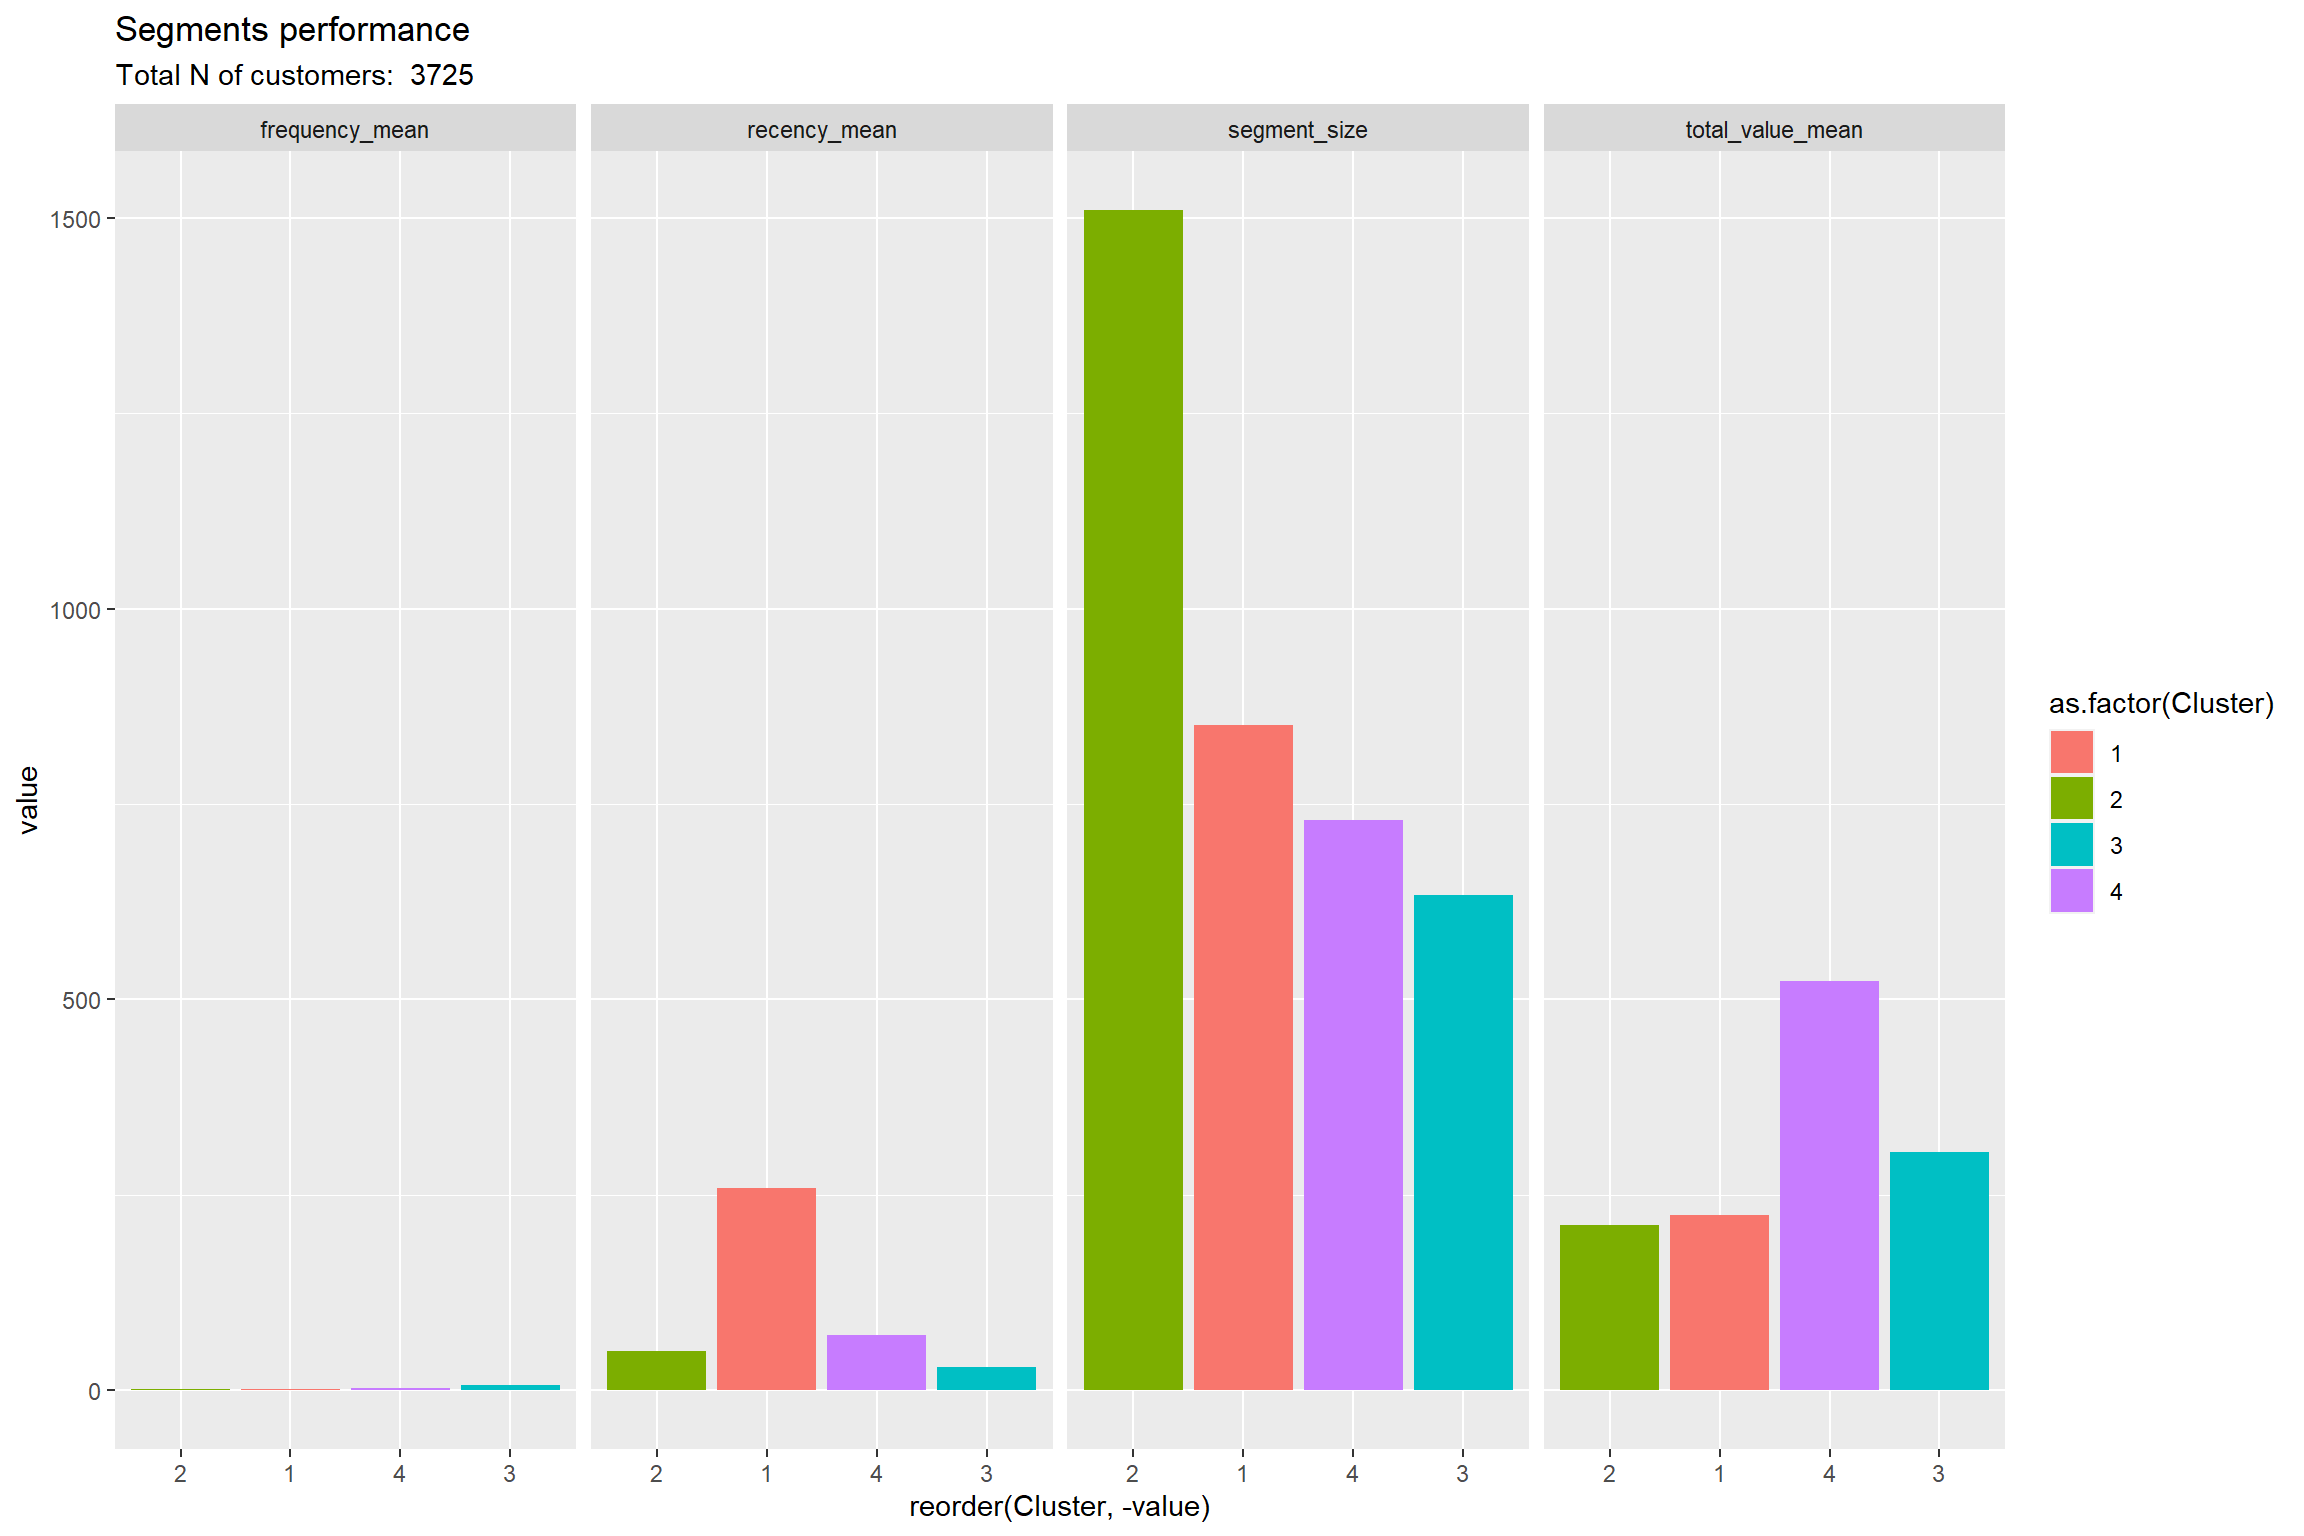 Segments performance
Total N of customers:  3725
frequency_mean
recency_mean
segment_size
total_value_mean
1500
1000
500
0
value
2 1 4 3
2 1 4 3
2 1 4 3
2 1 4 3
reorder(Cluster, -value)
as.factor(Cluster)
1
2
3
4